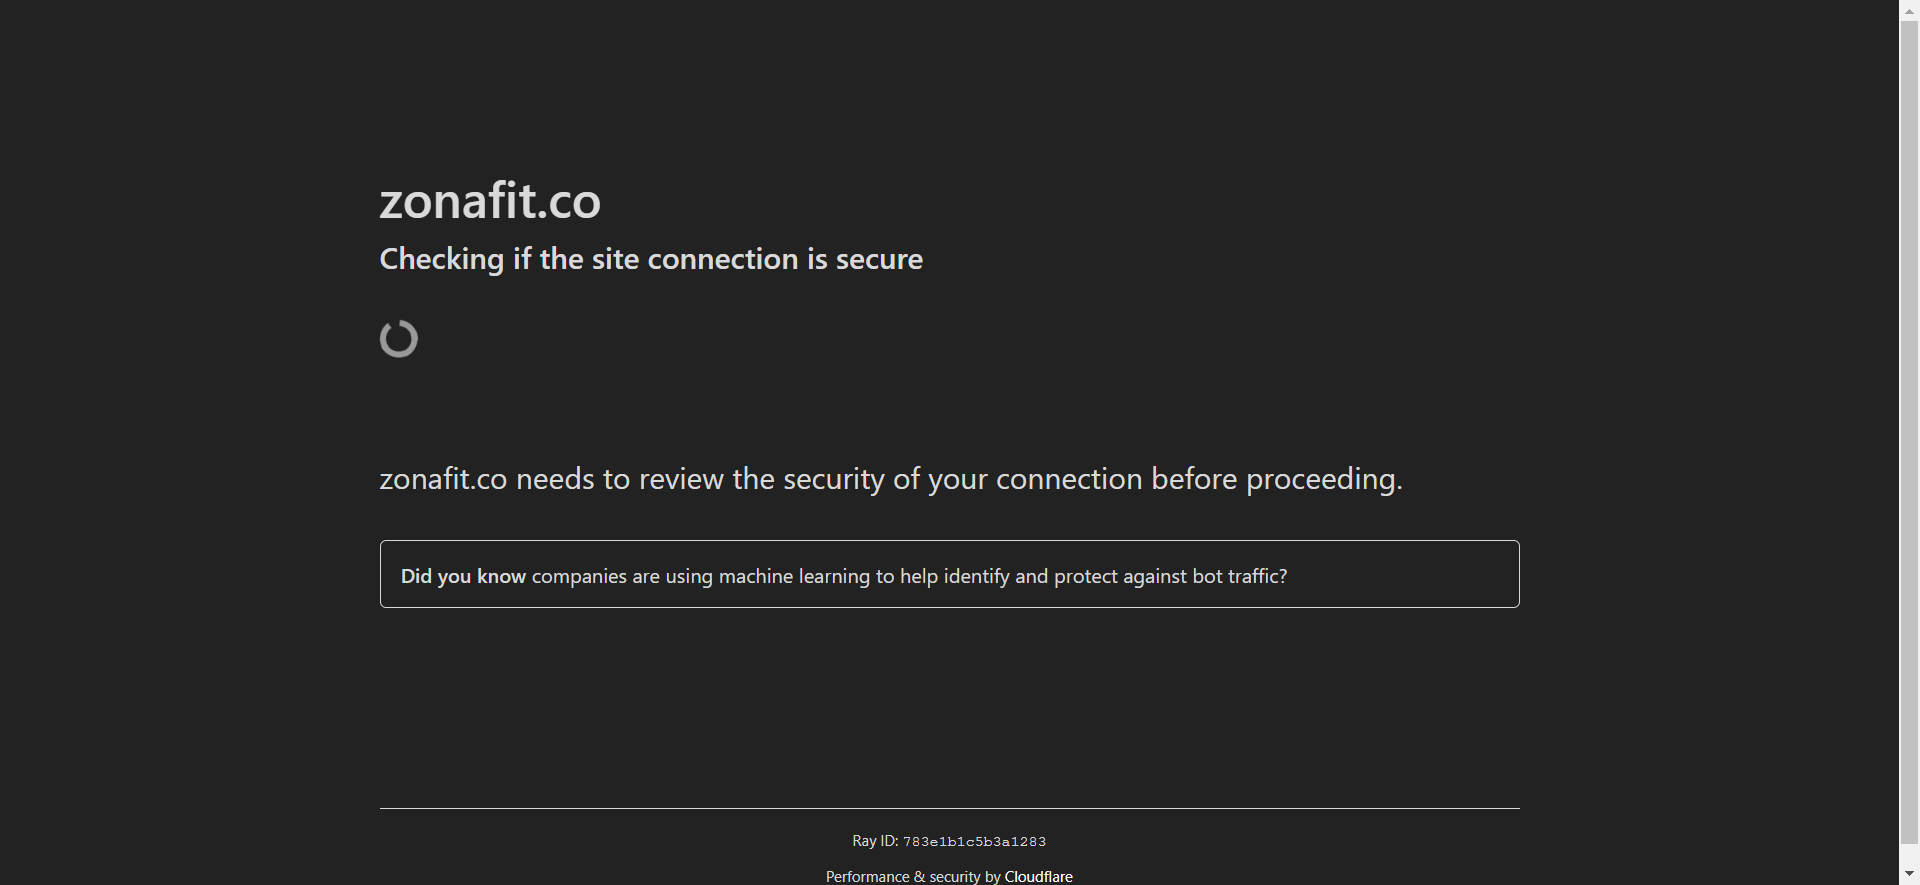 zonafit.co
Checking if the site connection is secure
zonafit.co needs to review the security of your connection before proceeding.
Did you know companies are using machine learning to help identify and protect against bot traffic?
Ray ID: 783e1b1c5b3a1283
Performance & security by Cloudflare